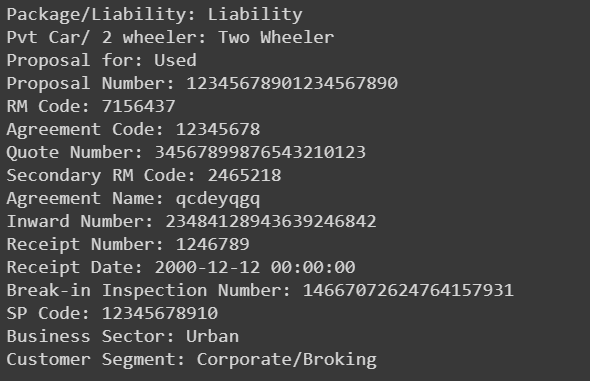 Package/Liability: Liability
Pvt Car/ 2 wheeler: Two Wheeler
Proposal for: Used
Proposal Number: 12345678901234567890
RM Code: 7156437
Agreement Code: 12345678
Quote Number: 34567899876543210123
Secondary RM Code: 2465218
Agreement Name: qcdeyqgq
Inward Number: 23484128943639246842
Receipt Number: 1246789
Receipt Date: 2000-12-12 00:00:00
Break-in Inspection Number: 14667072624764157931
SP Code: 12345678910
Business Sector: Urban
Customer Segment: Corporate/Broking